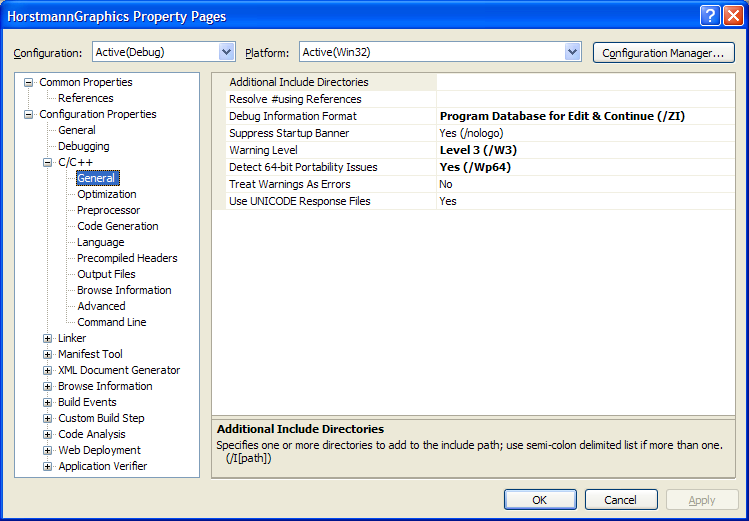 HorstmannGraphics Property Pages
Configuration: Active(Debug) Platform: Active(Win32) Configuration Manager...
Common Properties
References
Configuration Properties
General
Debugging
C/C++
General
Optimization
Preprocessor
Code Generation
Language
Precompiled Headers
Output Files
Browse Information
Advanced
Command Line
Linker
Manifest Tool
XML Document Generator
Browse Information
Build Events
Custom Build Step
Code Analysis
Web Deployment
Application Verifier
Additional Include Directories
Resolve #using References
Debug Information Format Program Database for Edit & Continue (/ZI)
Suppress Startup Banner Yes (/nologo)
Warning Level Level 3 (/W3)
Detect 64-bit Portability Issues Yes (/Wp64)
Treat Warnings As Errors No
Use UNICODE Response Files Yes
Additional Include Directories
Specifies one or more directories to add to the include path; use semi-colon delimited list if more than one.
(/I[path])
OK Cancel Apply